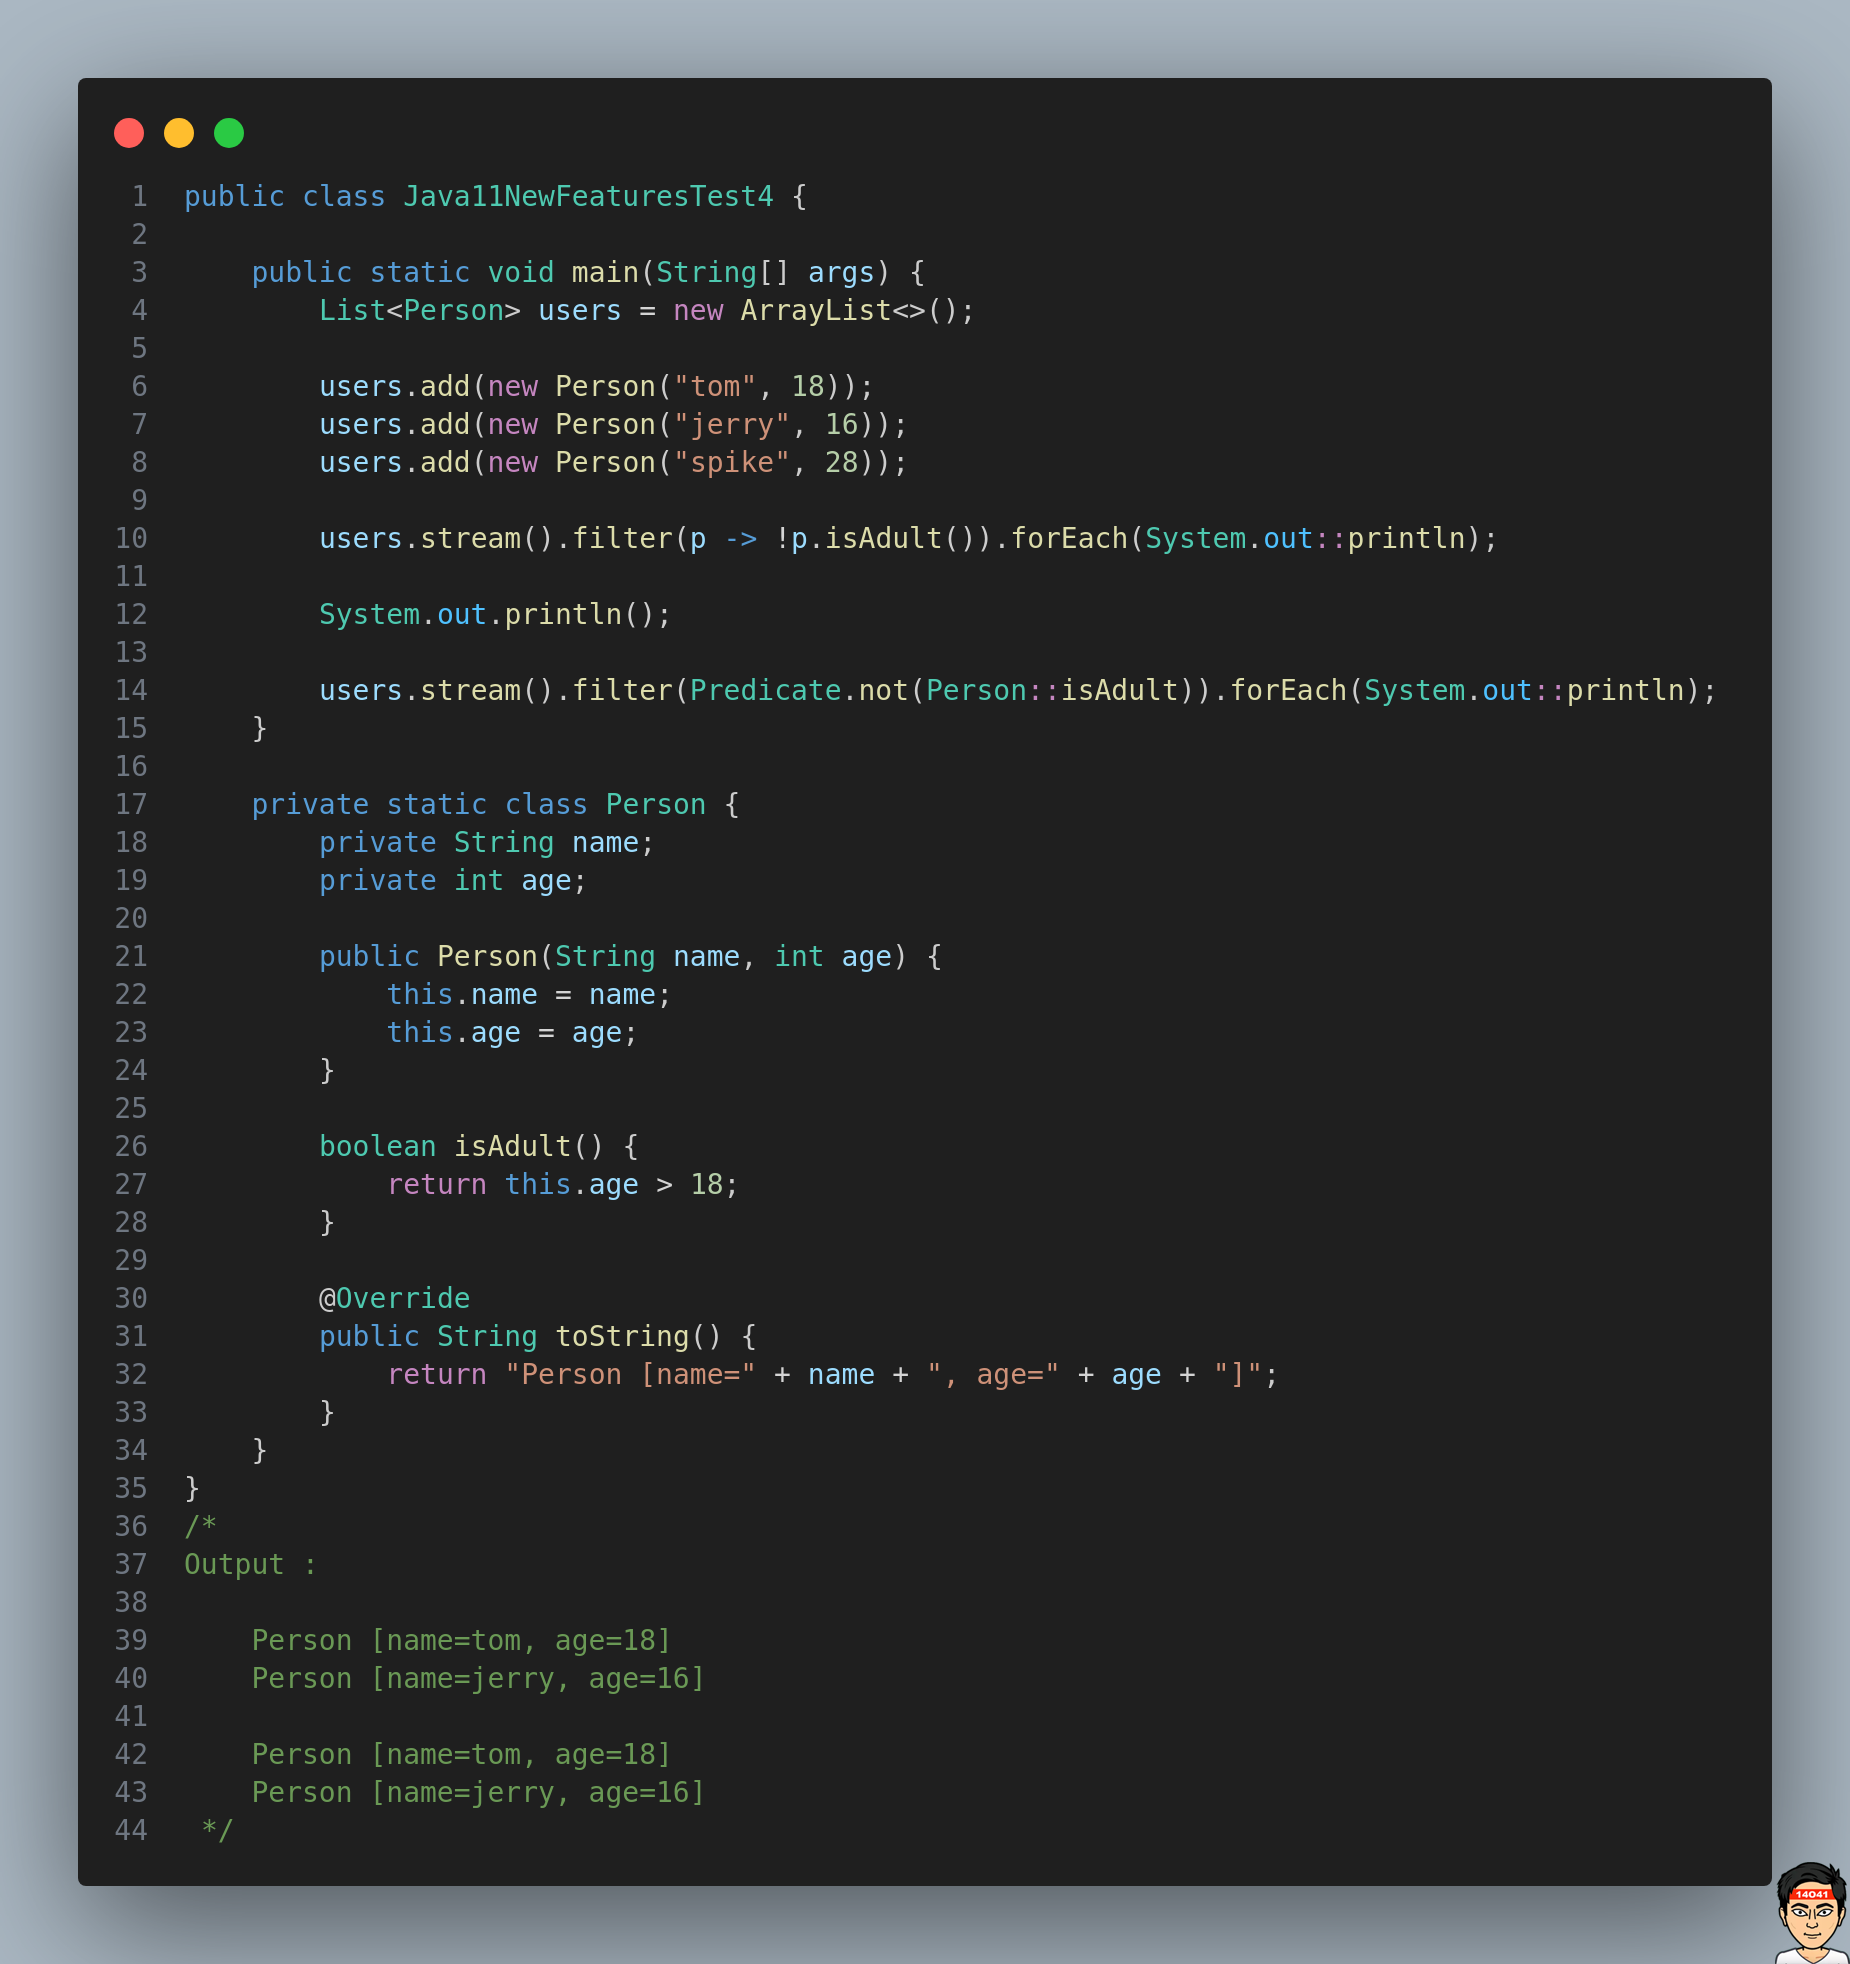 1 public class Java11NewFeaturesTest4 {
2
3     public static void main(String[] args) {
4         List<Person> users = new ArrayList<>();
5
6         users.add(new Person("tom", 18));
7         users.add(new Person("jerry", 16));
8         users.add(new Person("spike", 28));
9
10         users.stream().filter(p -> !p.isAdult()).forEach(System.out::println);
11
12         System.out.println();
13
14         users.stream().filter(Predicate.not(Person::isAdult)).forEach(System.out::println);
15     }
16
17     private static class Person {
18         private String name;
19         private int age;
20
21         public Person(String name, int age) {
22             this.name = name;
23             this.age = age;
24         }
25
26         boolean isAdult() {
27             return this.age > 18;
28         }
29
30         @Override
31         public String toString() {
32             return "Person [name=" + name + ", age=" + age + "]";
33         }
34     }
35 }
36 /*
37 Output :
38
39     Person [name=tom, age=18]
40     Person [name=jerry, age=16]
41
42     Person [name=tom, age=18]
43     Person [name=jerry, age=16]
44  */
14041